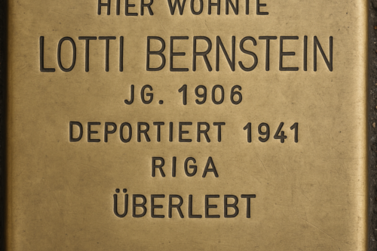 HIER WOHNTE
LOTTI BERNSTEIN
JG. 1906
DEPORTIERT 1941
RIGA
ÜBERLEBT